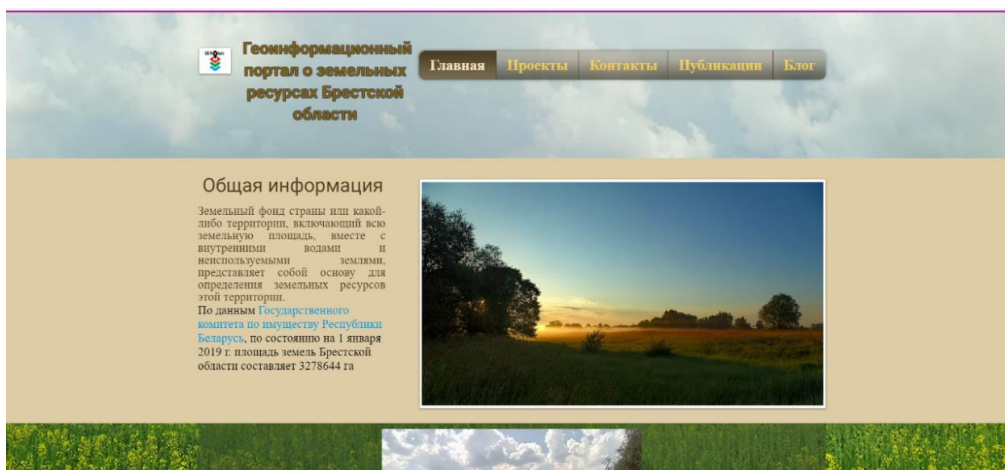 Геоинформационный
портал о земельных
ресурсах Брестской
области
Главная
Проекты
Контакты
Публикации
Блог
Общая информация
Земельный фонд страны или какой-
либо территории, включающий всю
земельную площадь, вместе с
внутренними водами и
неиспользуемыми землями,
представляет собой основу для
определения земельных ресурсов
этой территории.
По данным Государственного
комитета по имуществу Республики
Беларусь, по состоянию на 1 января
2019 г. площадь земель Брестской
области составляет 3278644 га